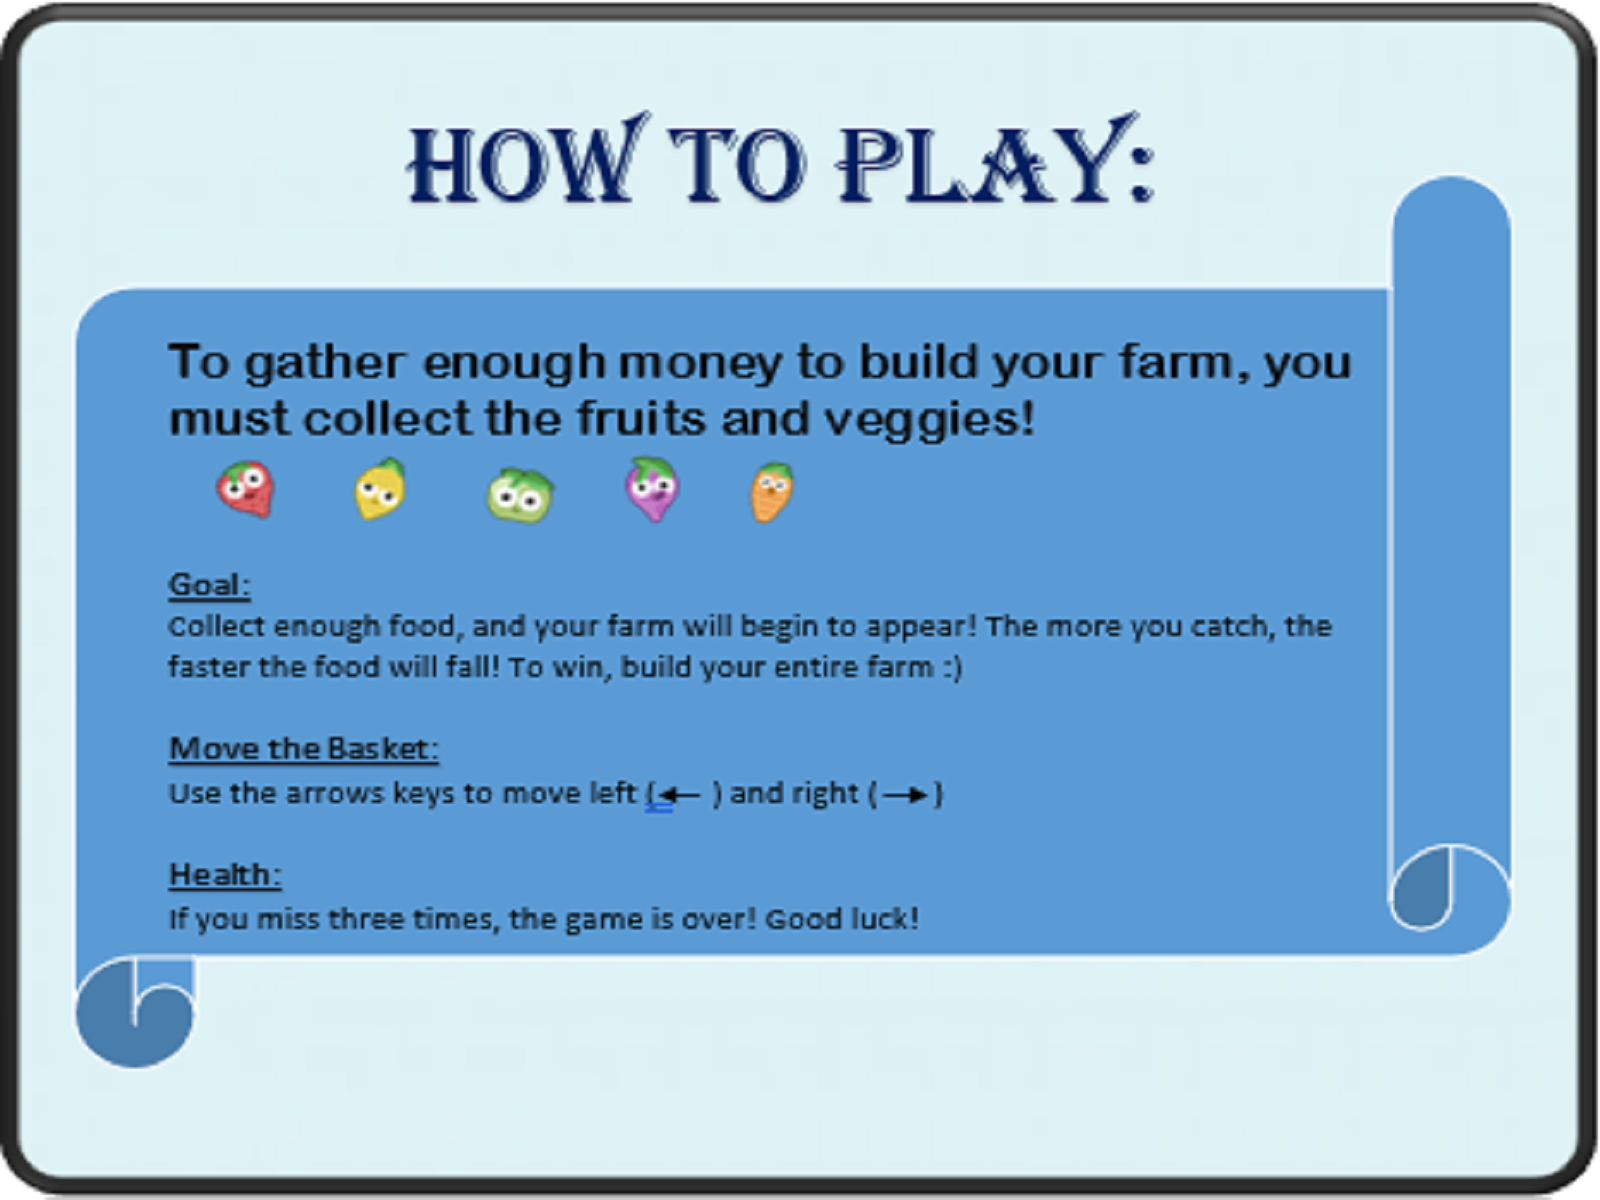 HOW TO PLAY:
To gather enough money to build your farm, you
must collect the fruits and veggies!
Goal:
Collect enough food, and your farm will begin to appear! The more you catch, the
faster the food will fall! To win, build your entire farm :)
Move the Basket:
Use the arrows keys to move left (← ) and right (→)
Health:
If you miss three times, the game is over! Good luck!